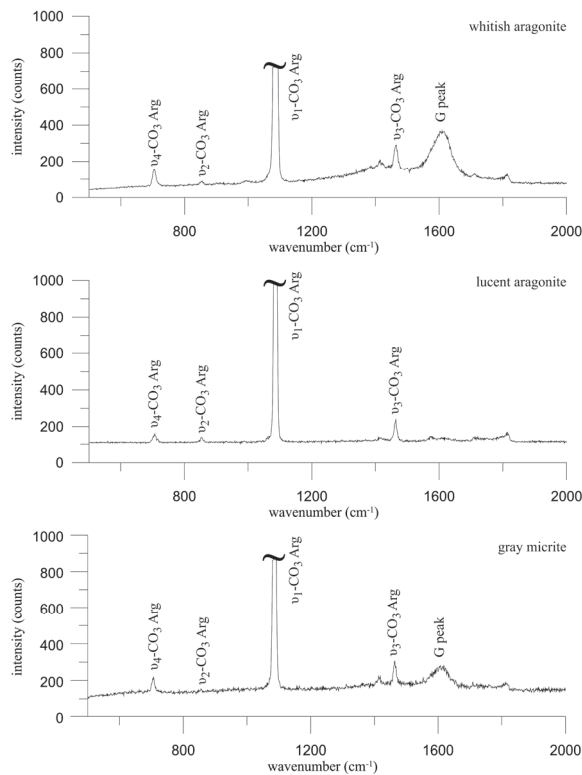 whitish aragonite
intensity (counts)
1000
800
600
400
200
0
υ4-CO3 Arg
υ2-CO3 Arg
υ1-CO3 Arg
υ3-CO3 Arg
G peak
800 1200 1600 2000
wavenumber (cm-1)
lucent aragonite
intensity (counts)
1000
800
600
400
200
0
υ4-CO3 Arg
υ2-CO3 Arg
υ1-CO3 Arg
υ3-CO3 Arg
800 1200 1600 2000
wavenumber (cm-1)
gray micrite
intensity (counts)
1000
800
600
400
200
0
υ4-CO3 Arg
υ2-CO3 Arg
υ1-CO3 Arg
υ3-CO3 Arg
G peak
800 1200 1600 2000
wavenumber (cm-1)